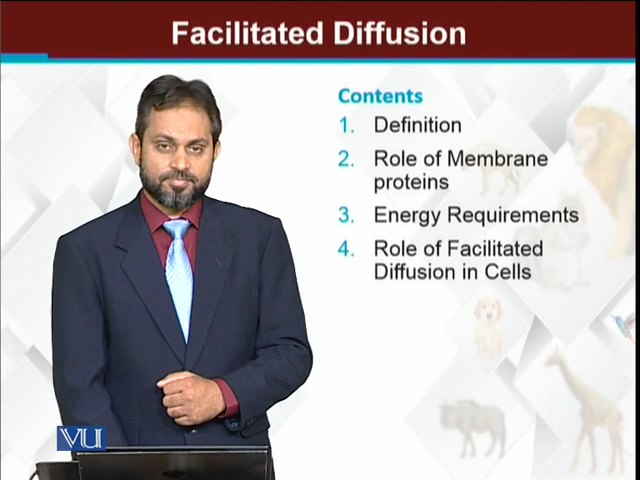 Facilitated Diffusion
Contents
1. Definition
2. Role of Membrane
proteins
3. Energy Requirements
4. Role of Facilitated
Diffusion in Cells
VU